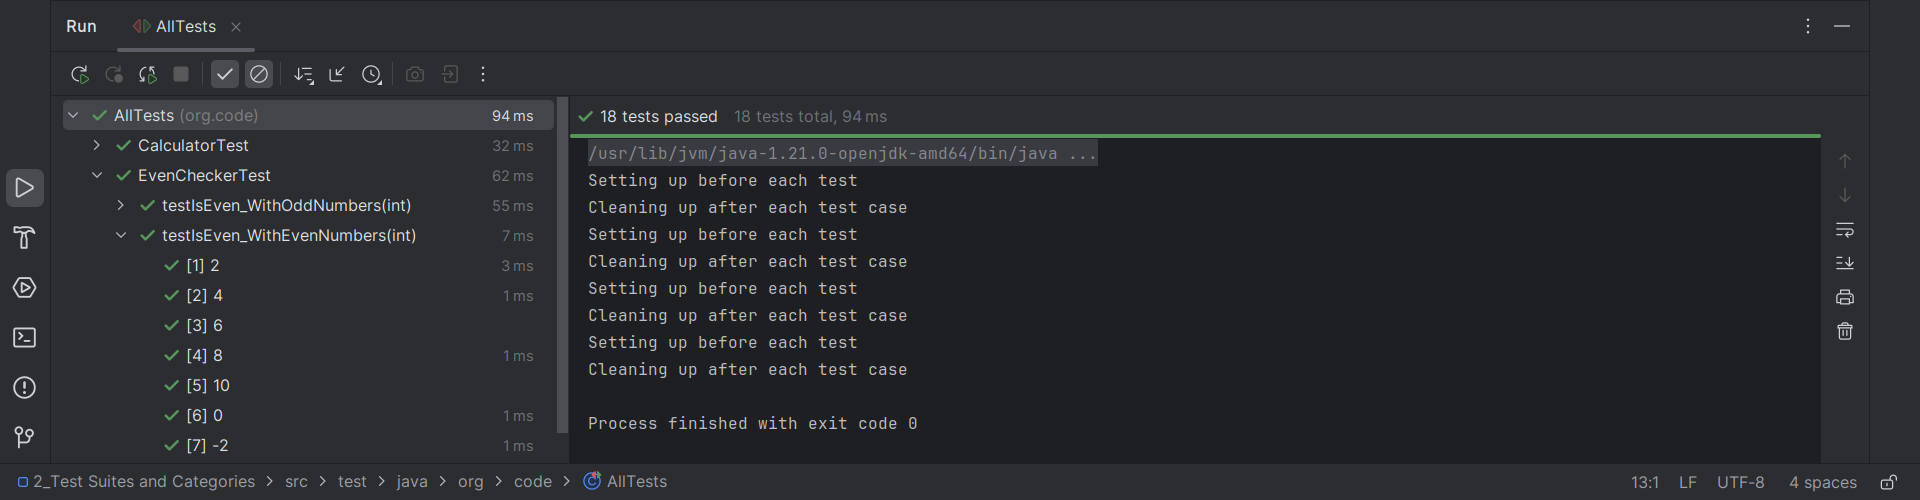 Run AllTests
AllTests (org.code) 94 ms
CalculatorTest 32 ms
EvenCheckerTest 62 ms
testIsEven_WithOddNumbers(int) 55 ms
testIsEven_WithEvenNumbers(int) 7 ms
[1] 2 3 ms
[2] 4 1 ms
[3] 6
[4] 8 1 ms
[5] 10
[6] 0 1 ms
[7] -2 1 ms
18 tests passed 18 tests total, 94 ms
/usr/lib/jvm/java-1.21.0-openjdk-amd64/bin/java ...
Setting up before each test
Cleaning up after each test case
Setting up before each test
Cleaning up after each test case
Setting up before each test
Cleaning up after each test case
Setting up before each test
Cleaning up after each test case
Process finished with exit code 0
2_Test Suites and Categories > src > test > java > org > code > AllTests 13:1 LF UTF-8 4 spaces